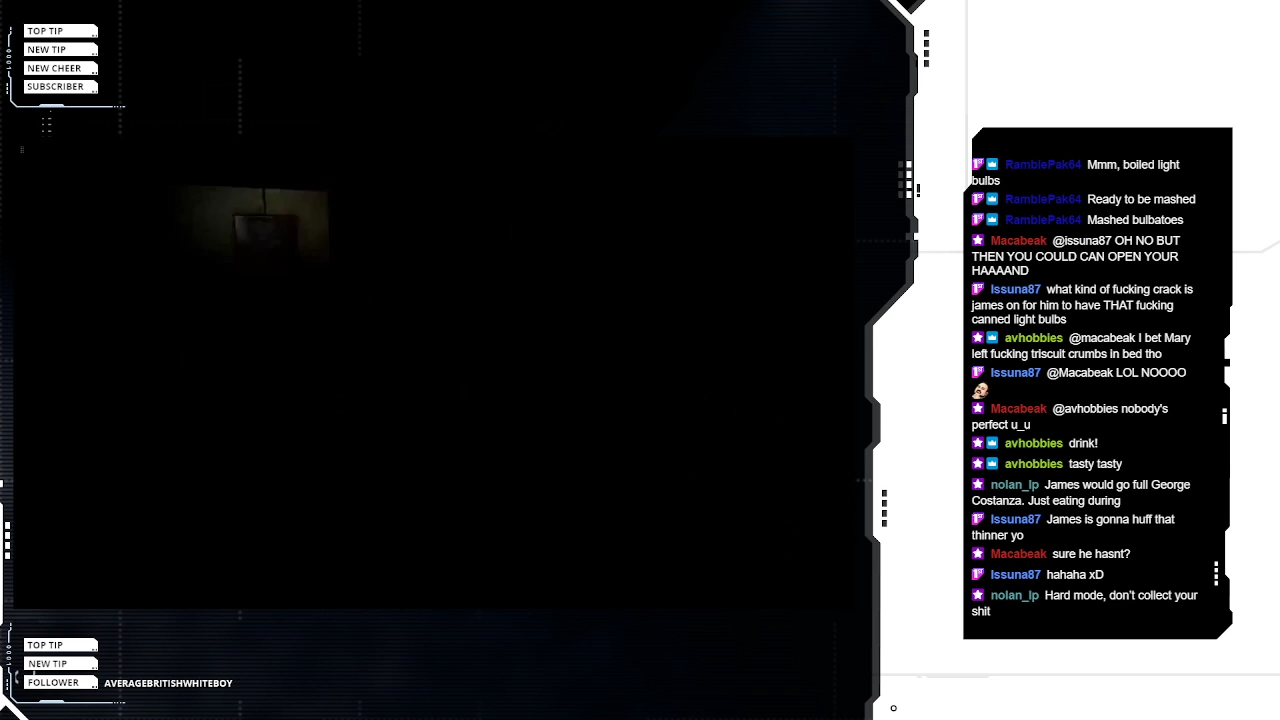 TOP TIP
NEW TIP
NEW CHEER
SUBSCRIBER
RamblePak64 Mmm, boiled light
bulbs
RamblePak64 Ready to be mashed
RamblePak64 Mashed bulbatoes
Macabeak @issuna87 OH NO BUT
THEN YOU COULD CAN OPEN YOUR
HAAAAND
Issuna87 what kind of fucking crack is
james on for him to have THAT fucking
canned light bulbs
avhobbies @macabeak I bet Mary
left fucking triscuit crumbs in bed tho
Issuna87 @Macabeak LOL NOOOO
Macabeak @avhobbies nobody's
perfect u_u
avhobbies drink!
avhobbies tasty tasty
nolan_lp James would go full George
Costanza. Just eating during
Issuna87 James is gonna huff that
thinner yo
Macabeak sure he hasnt?
Issuna87 hahaha xD
nolan_lp Hard mode, don't collect your
shit
TOP TIP
NEW TIP
FOLLOWER AVERAGEBRITISHWHITEBOY